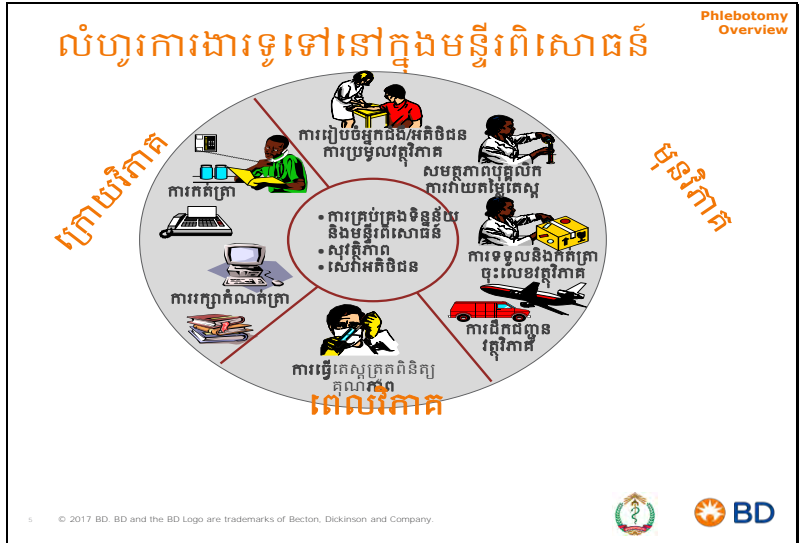 Phlebotomy
Overview
លំហូរការងារទូទៅនៅក្នុងមន្ទីរពិសោធន៍
ការរៀបចំអ្នកជំងឺ/អតិថិជន
ការប្រមូលវត្ថុវិភាគ
សមត្ថភាពបុគ្គលិក
ការវាយតម្លៃតេស្ត
មុនវិភាគ
ក្រោយវិភាគ
ការកត់ត្រា
• ការគ្រប់គ្រងទិន្នន័យ
និងមន្ទីរពិសោធន៍
• សុវត្ថិភាព
• សេវាអតិថិជន
ការទទួលនិងកត់ត្រា
ចុះលេខវត្ថុវិភាគ
ការរក្សាកំណត់ត្រា
ការដឹកជញ្ជូន
វត្ថុវិភាគ
ការធ្វើតេស្តត្រួតពិនិត្យ
គុណភាព
ពេលវិភាគ
5
© 2017 BD. BD and the BD Logo are trademarks of Becton, Dickinson and Company.
BD